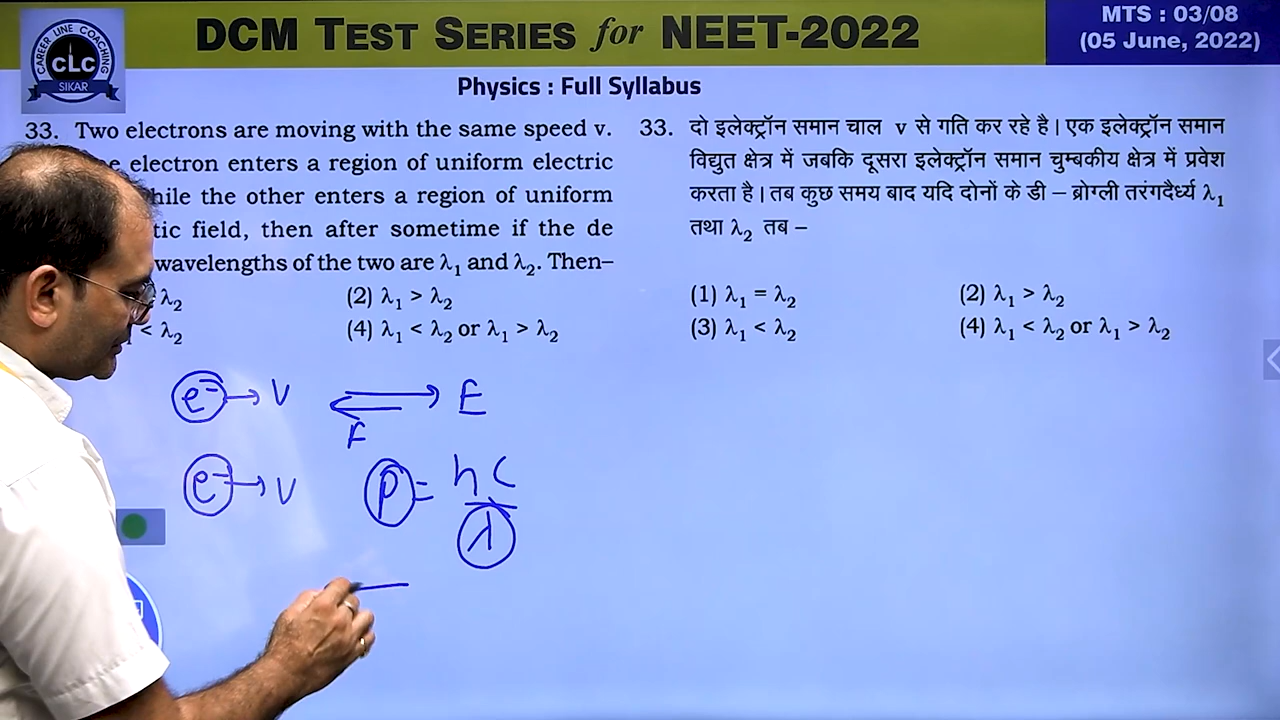 DCM TEST SERIES for NEET-2022
MTS : 03/08
(05 June, 2022)
CAREER LINE COACHING
CLC
SIKAR
Physics : Full Syllabus
33. Two electrons are moving with the same speed v.
electron enters a region of uniform electric
while the other enters a region of uniform
field, then after sometime if the de
wavelengths of the two are λ₁ and λ₂. Then–
λ₂
(2) λ₁ > λ₂
< λ₂
(4) λ₁ < λ₂ or λ₁ > λ₂
33. दो इलेक्ट्रॉन समान चाल v से गति कर रहे है। एक इलेक्ट्रॉन समान
विद्युत क्षेत्र में जबकि दूसरा इलेक्ट्रॉन समान चुम्बकीय क्षेत्र में प्रवेश
करता है। तब कुछ समय बाद यदि दोनों के डी – ब्रोग्ली तरंगदैर्ध्य λ₁
तथा λ₂ तब –
(1) λ₁ = λ₂
(2) λ₁ > λ₂
(3) λ₁ < λ₂
(4) λ₁ < λ₂ or λ₁ > λ₂
e⁻ → V
E
F
e⁻ → V
p = hc
λ